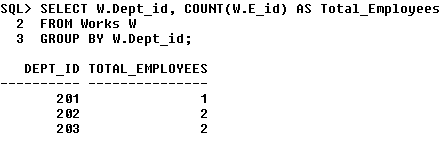 SQL> SELECT W.Dept_id, COUNT(W.E_id) AS Total_Employees
2 FROM Works W
3 GROUP BY W.Dept_id;
DEPT_ID TOTAL_EMPLOYEES
---------- ---------------
201 1
202 2
203 2